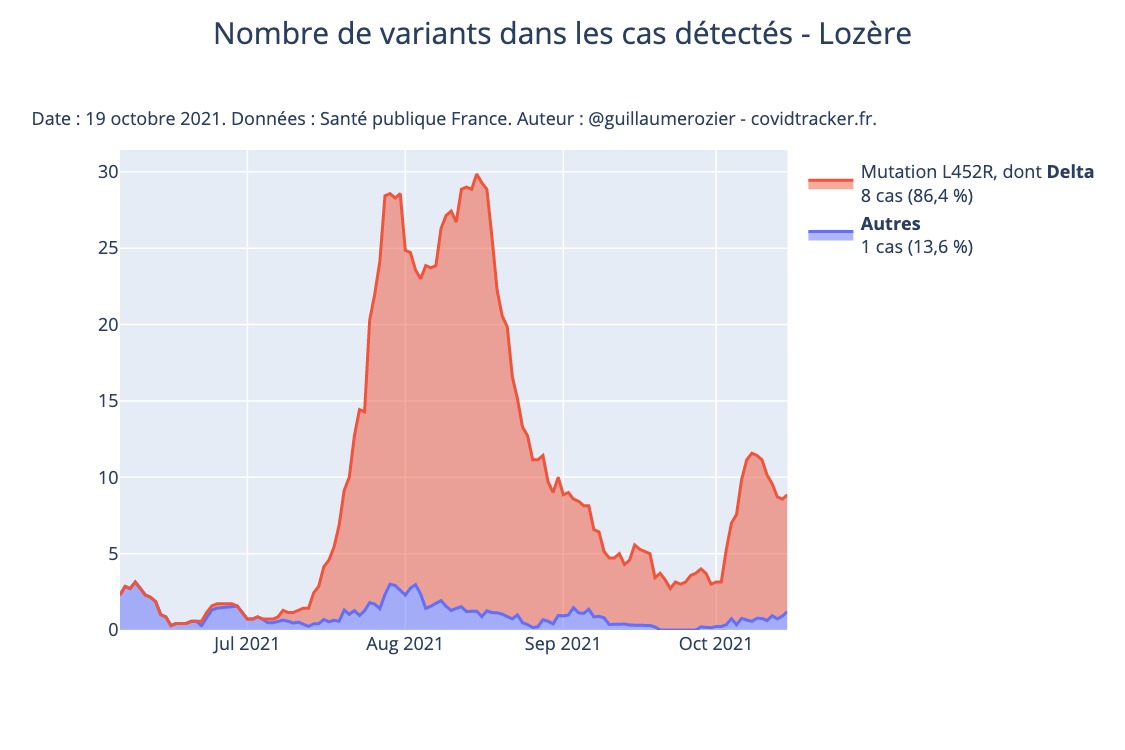 Nombre de variants dans les cas détectés - Lozère
Date : 19 octobre 2021. Données : Santé publique France. Auteur : @guillaumerozier - covidtracker.fr.
30
25
20
15
10
5
0
Jul 2021
Aug 2021
Sep 2021
Oct 2021
Mutation L452R, dont Delta
8 cas (86,4 %)
Autres
1 cas (13,6 %)